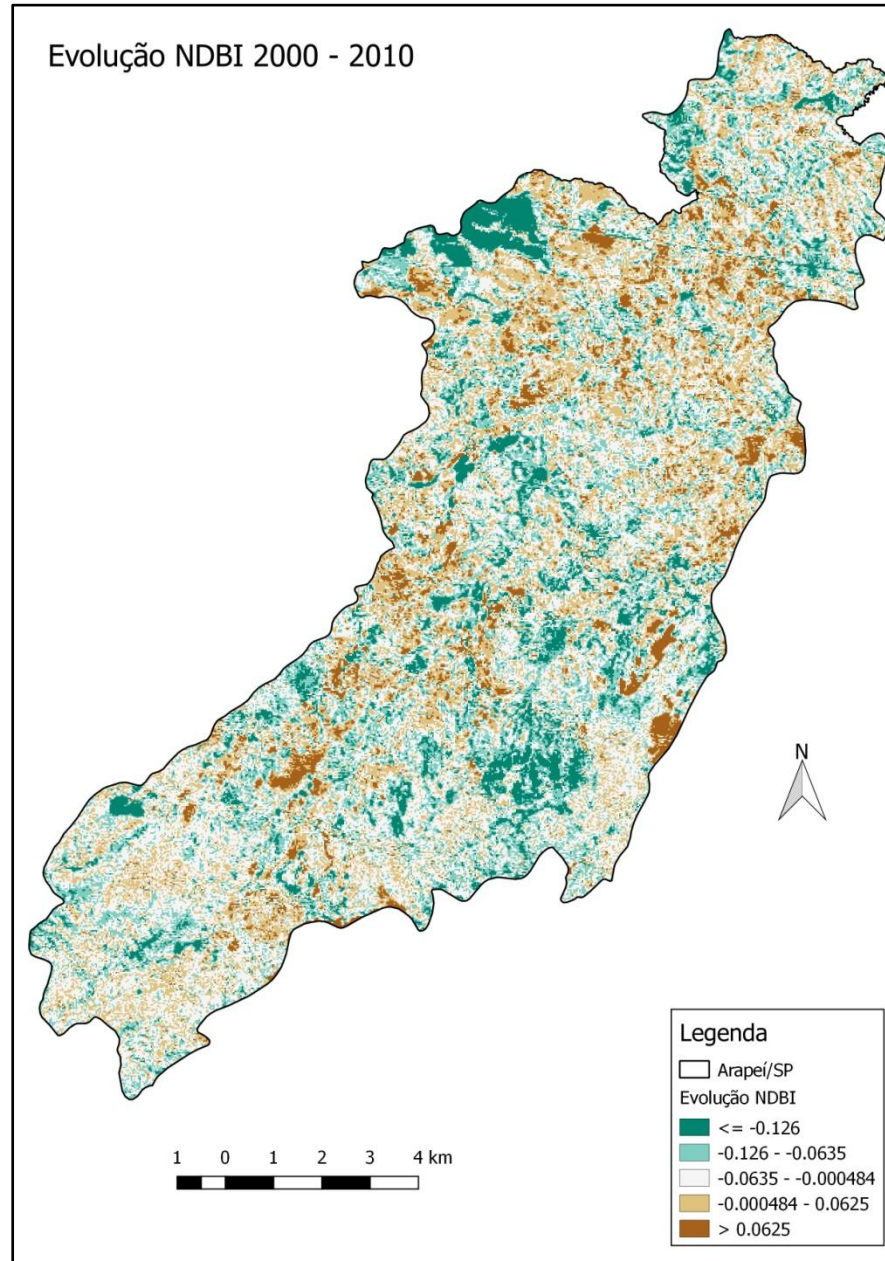 Evolução NDBI 2000 - 2010
N
Legenda
Arapeí/SP
Evolução NDBI
<= -0.126
-0.126 - -0.0635
-0.0635 - -0.000484
-0.000484 - 0.0625
> 0.0625
1 0 1 2 3 4 km